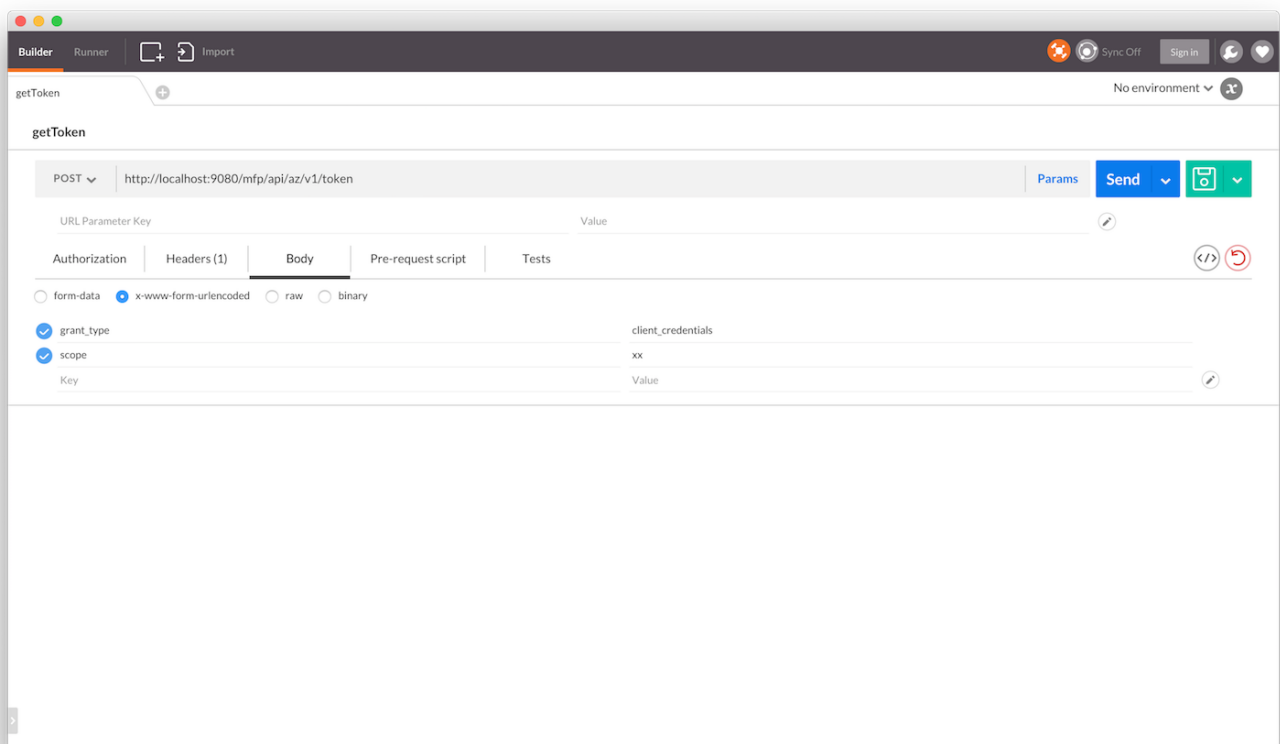 Builder Runner Import Sync Off Sign in
getToken No environment
getToken
POST http://localhost:9080/mfp/api/az/v1/token Params Send
URL Parameter Key Value
Authorization Headers (1) Body Pre-request script Tests
form-data x-www-form-urlencoded raw binary
grant_type client_credentials
scope xx
Key Value